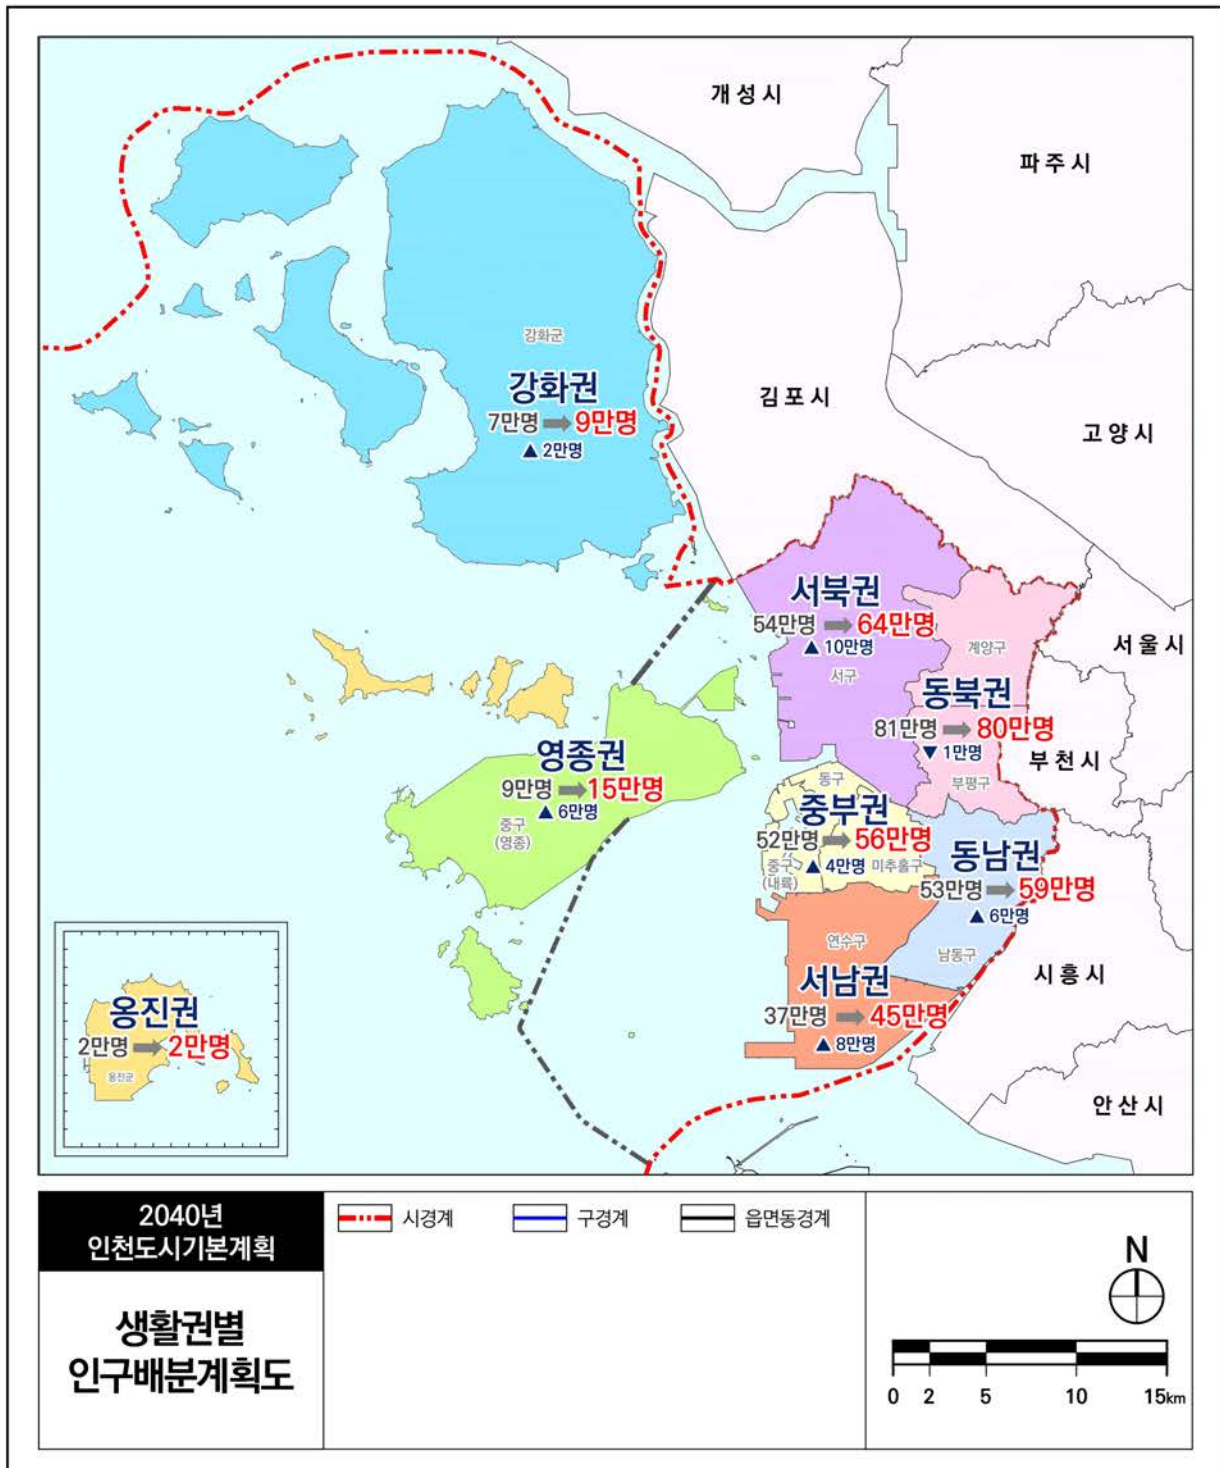 개성시
파주시
강화군
강화권
7만명 9만명
▲ 2만명
김포시
고양시
서북권
54만명 64만명
▲ 10만명
서구
계양구
서울시
동북권
81만명 80만명
▼ 1만명
부평구
부천시
영종권
9만명 15만명
▲ 6만명
중구
(영종)
동구
중부권
52만명 56만명
▲ 4만명
중구
(내륙)
미추홀구
동남권
53만명 59만명
▲ 6만명
남동구
연수구
서남권
37만명 45만명
▲ 8만명
시흥시
안산시
옹진권
2만명 2만명
옹진군
2040년
인천도시기본계획
생활권별
인구배분계획도
시경계 구경계 읍면동경계
N
0 2 5 10 15km